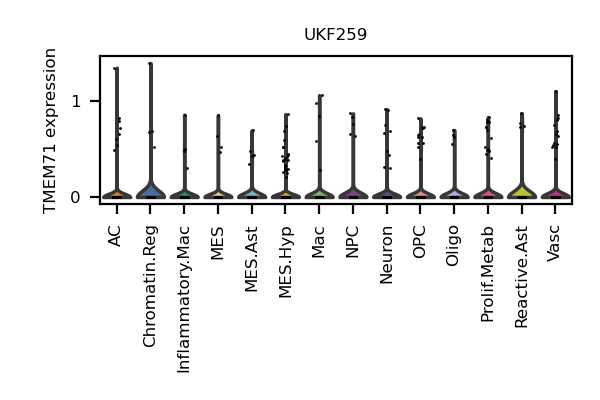 UKF259
TMEM71 expression
1
0
AC
Chromatin.Reg
Inflammatory.Mac
MES
MES.Ast
MES.Hyp
Mac
NPC
Neuron
OPC
Oligo
Prolif.Metab
Reactive.Ast
Vasc